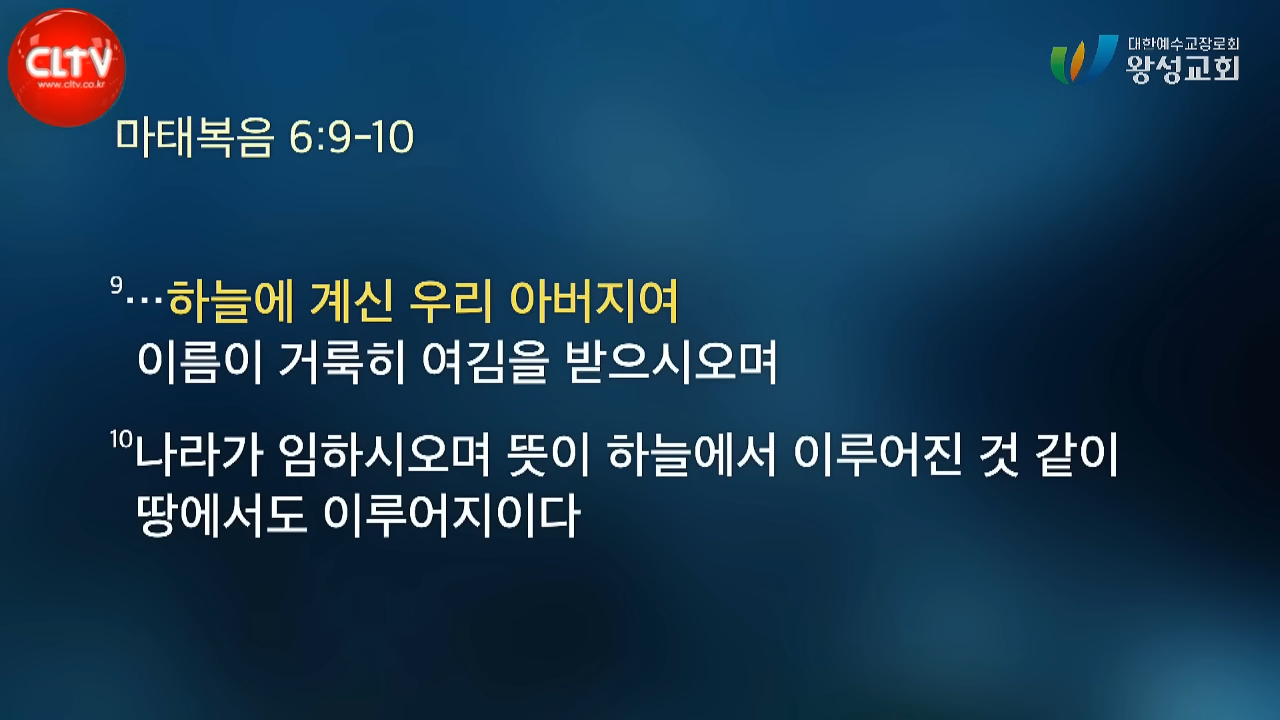 CLTV
www.cltv.co.kr
대한예수교장로회
왕성교회
마태복음 6:9-10
9…하늘에 계신 우리 아버지여
이름이 거룩히 여김을 받으시오며
10나라가 임하시오며 뜻이 하늘에서 이루어진 것 같이
땅에서도 이루어지이다